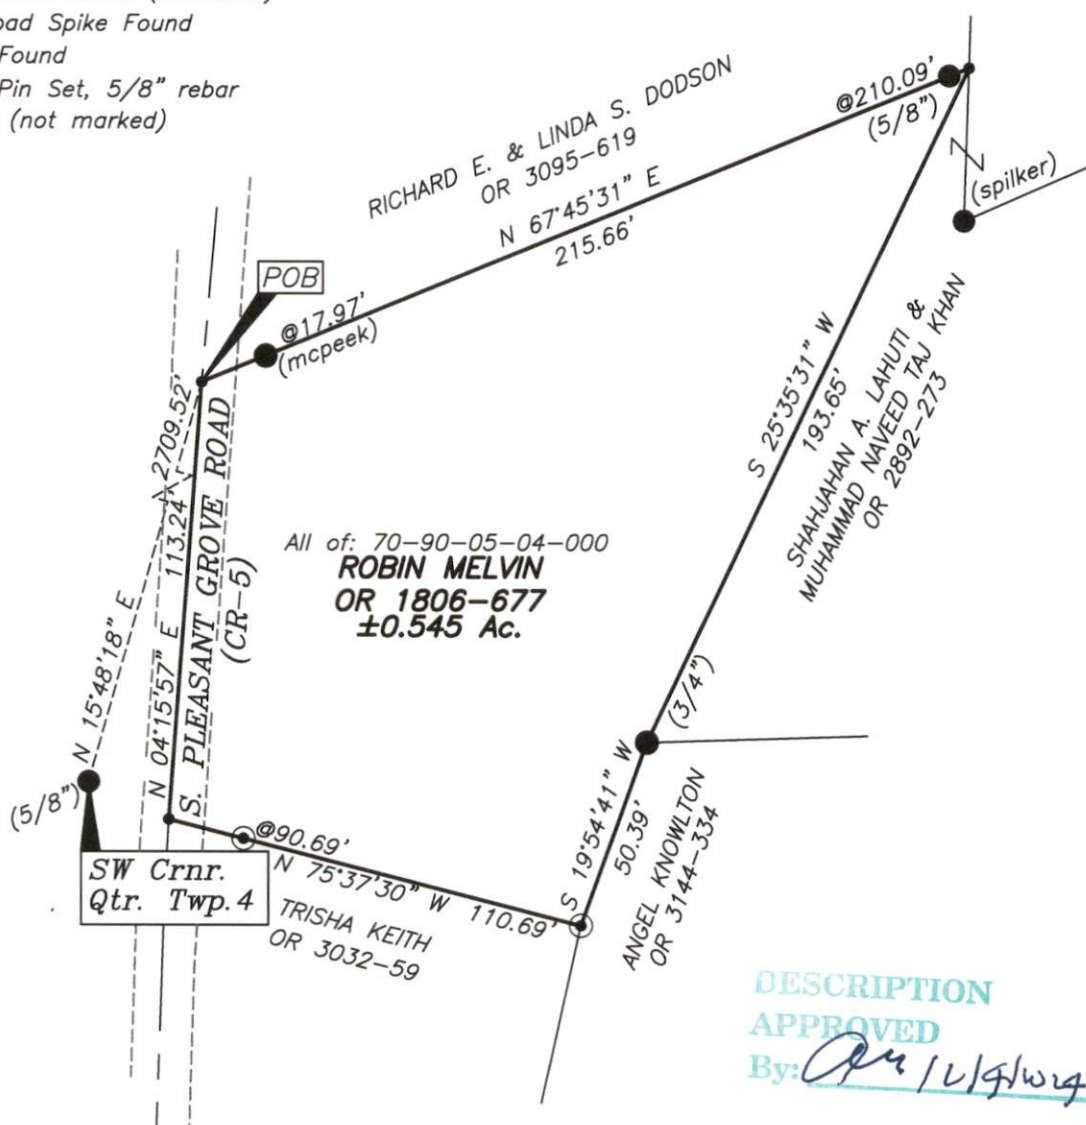 oad Spike Found
Found
Pin Set, 5/8" rebar
(not marked)
RICHARD E. & LINDA S. DODSON
OR 3095-619
N 67°45'31" E
215.66'
@210.09'
(5/8")
(spilker)
POB
@17.97'
(mcpeek)
2709.52'
N 15°48'18" E
113.24'
N 04°15'57" E
S. PLEASANT GROVE ROAD
(CR-5)
S 25°35'31" W
193.65'
SHAHJAHAN A. LAHUTI &
MUHAMMAD NAVEED TAJ KHAN
OR 2892-273
All of: 70-90-05-04-000
ROBIN MELVIN
OR 1806-677
±0.545 Ac.
(3/4")
(5/8")
SW Crnr.
Qtr. Twp.4
@90.69'
N 75°37'30" W 110.69'
TRISHA KEITH
OR 3032-59
S 19°54'41" W
50.39'
ANGEL KNOWLTON
OR 3144-334
DESCRIPTION
APPROVED
By: